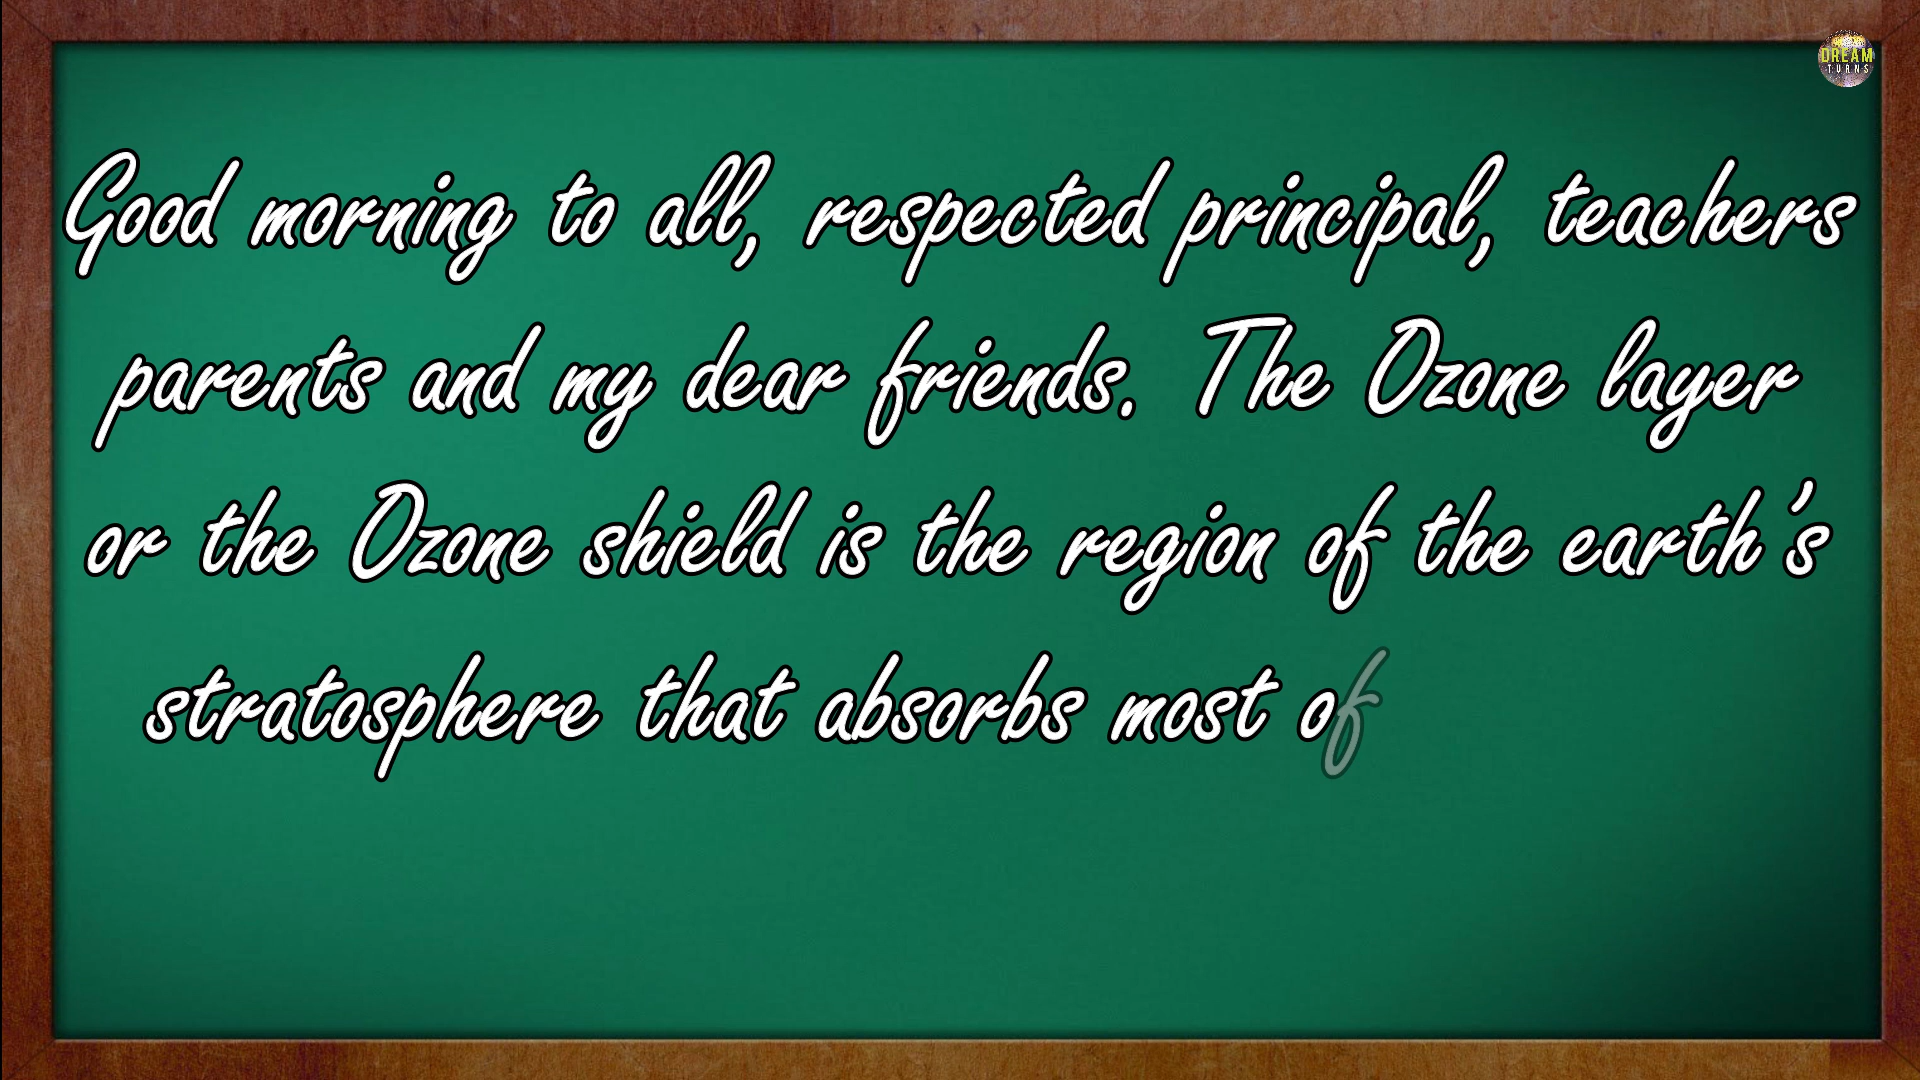 DREAM
TURNS
Good morning to all, respected principal, teachers
parents and my dear friends. The Ozone layer
or the Ozone shield is the region of the earth's
stratosphere that absorbs most of